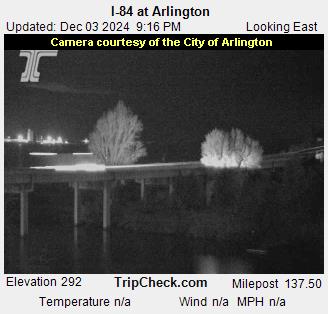 I-84 at Arlington
Updated: Dec 03 2024 9:16 PM Looking East
Camera courtesy of the City of Arlington
Elevation 292 TripCheck.com Milepost 137.50
Temperature n/a Wind n/a MPH n/a